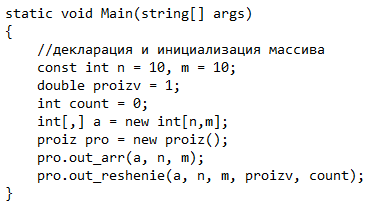 static void Main(string[] args)
{
//декларация и инициализация массива
const int n = 10, m = 10;
double proizv = 1;
int count = 0;
int[,] a = new int[n,m];
proiz pro = new proiz();
pro.out_arr(a, n, m);
pro.out_reshenie(a, n, m, proizv, count);
}